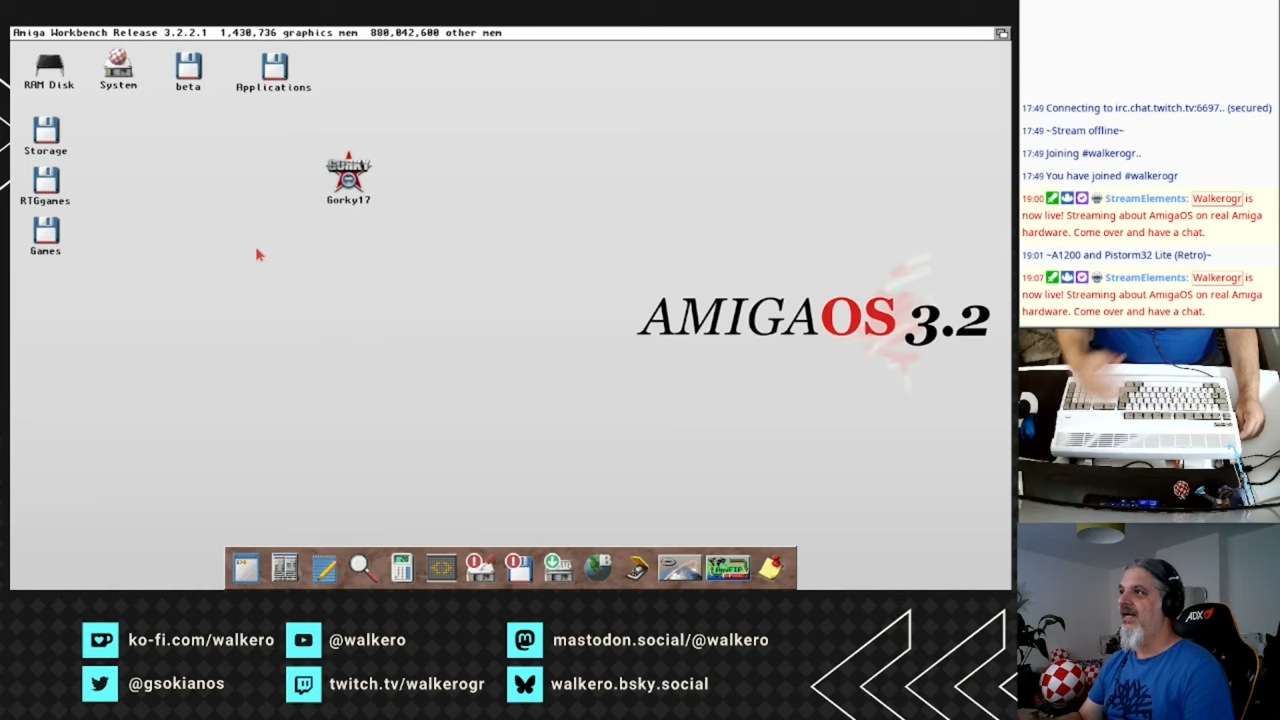 Amiga Workbench Release 3.2.2.1  1,430,736 graphics mem  880,042,600 other mem
RAM Disk
System
beta
Applications
Storage
RTGgames
Games
GORKY
Gorky17
AMIGAOS 3.2
AmiFTP
17:49 Connecting to irc.chat.twitch.tv:6697.. (secured)
17:49 ~Stream offline~
17:49 Joining #walkerogr..
17:49 You have joined #walkerogr
19:00 StreamElements: Walkerogr is
now live! Streaming about AmigaOS on real Amiga
hardware. Come over and have a chat.
19:01 ~A1200 and Pistorm32 Lite (Retro)~
19:07 StreamElements: Walkerogr is
now live! Streaming about AmigaOS on real Amiga
hardware. Come over and have a chat.
ADX
ko-fi.com/walkero
@walkero
mastodon.social/@walkero
@gsokianos
twitch.tv/walkerogr
walkero.bsky.social